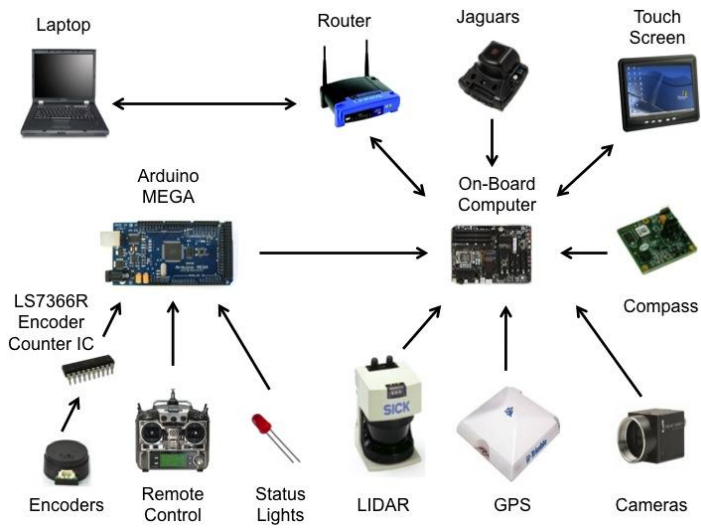 Laptop
Router
Jaguars
Touch
Screen
Arduino
MEGA
On-Board
Computer
LS7366R
Encoder
Counter IC
Compass
SICK
Trimble
Encoders
Remote
Control
Status
Lights
LIDAR
GPS
Cameras